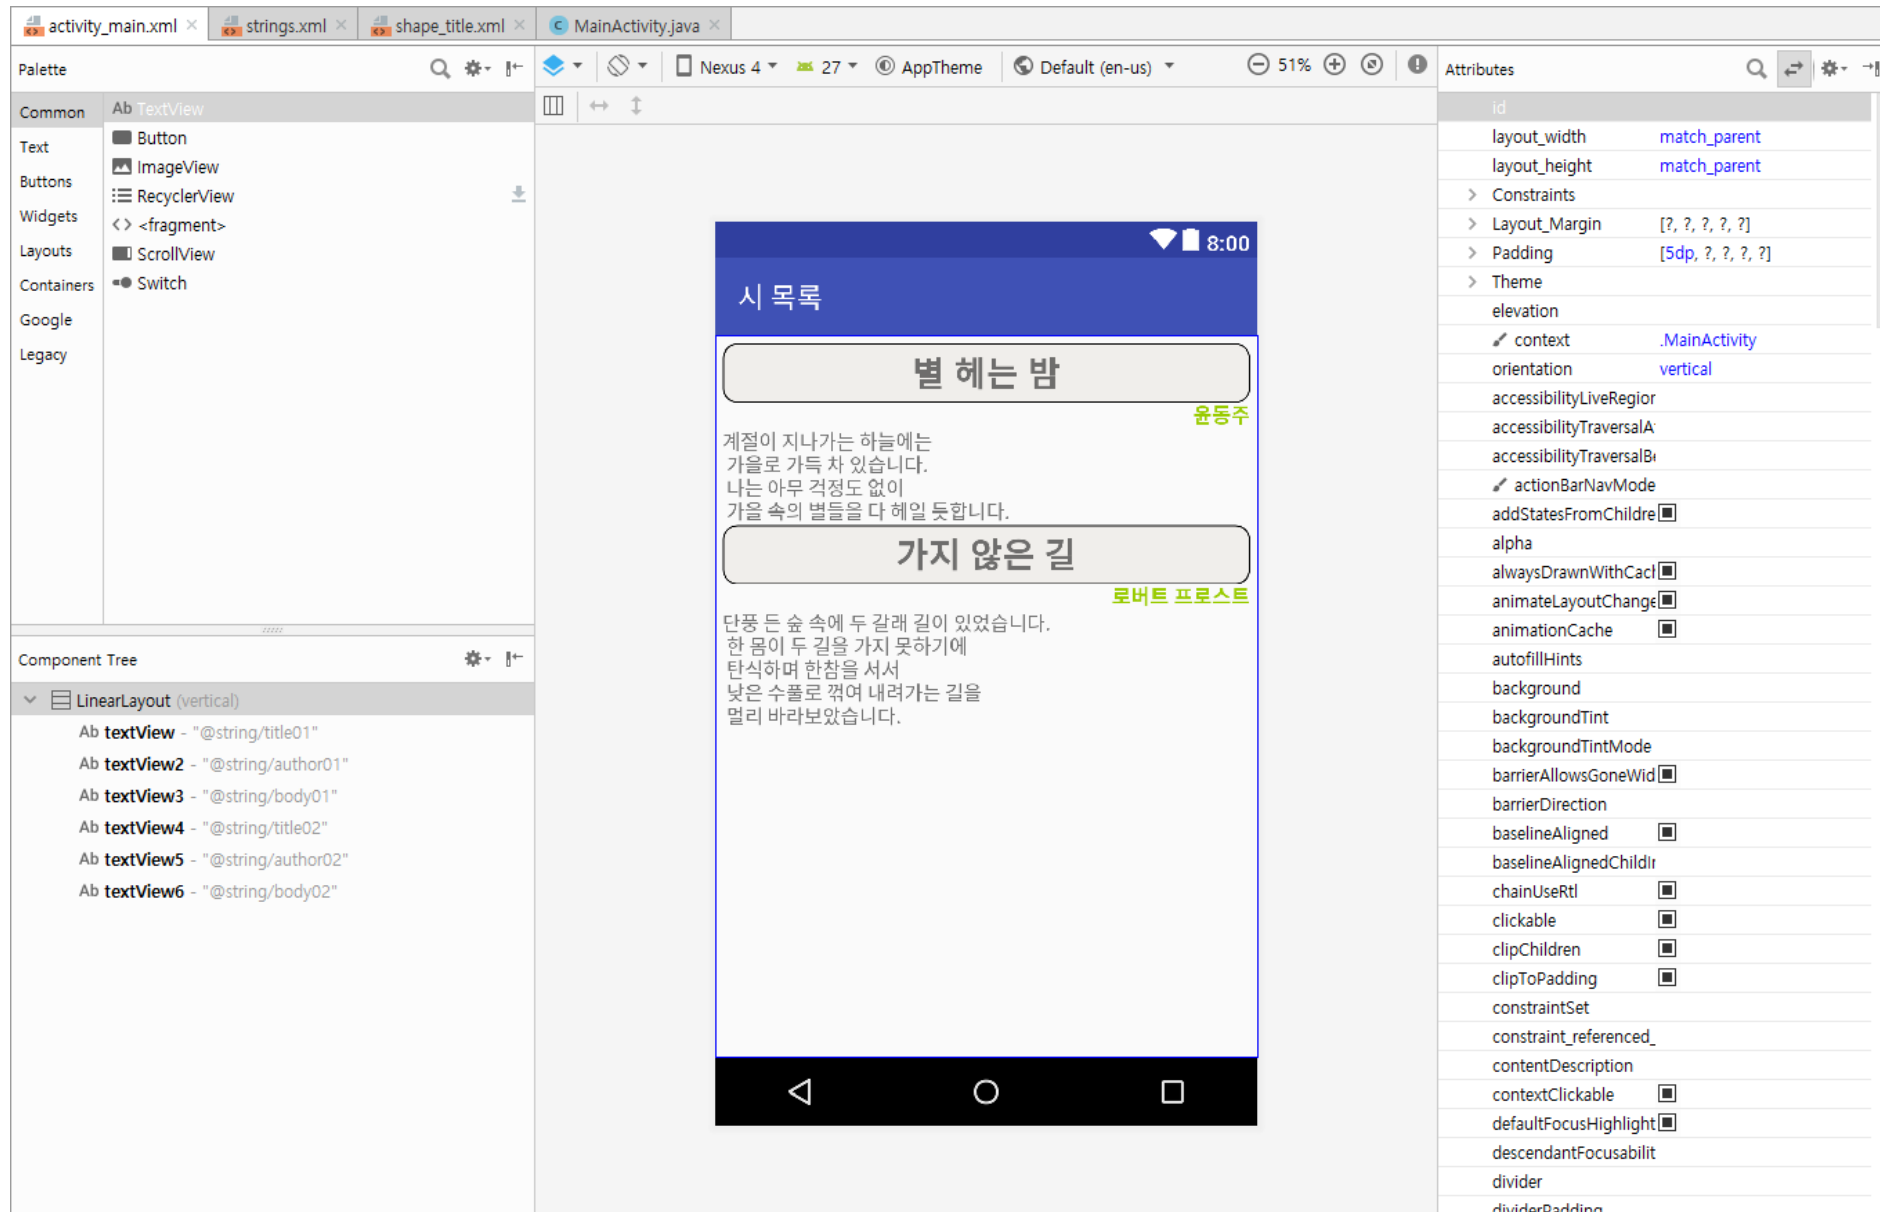 activity_main.xml
strings.xml
shape_title.xml
MainActivity.java
Palette
Common
Text
Buttons
Widgets
Layouts
Containers
Google
Legacy
Ab TextView
Button
ImageView
RecyclerView
<fragment>
ScrollView
Switch
Component Tree
LinearLayout (vertical)
Ab textView - "@string/title01"
Ab textView2 - "@string/author01"
Ab textView3 - "@string/body01"
Ab textView4 - "@string/title02"
Ab textView5 - "@string/author02"
Ab textView6 - "@string/body02"
Nexus 4 27 AppTheme Default (en-us) 51%
8:00
시 목록
별 헤는 밤
윤동주
계절이 지나가는 하늘에는
가을로 가득 차 있습니다.
나는 아무 걱정도 없이
가을 속의 별들을 다 헤일 듯합니다.
가지 않은 길
로버트 프로스트
단풍 든 숲 속에 두 갈래 길이 있었습니다.
한 몸이 두 길을 가지 못하기에
탄식하며 한참을 서서
낮은 수풀로 꺾여 내려가는 길을
멀리 바라보았습니다.
Attributes
id
layout_width match_parent
layout_height match_parent
Constraints
Layout_Margin [?, ?, ?, ?, ?]
Padding [5dp, ?, ?, ?, ?]
Theme
elevation
context .MainActivity
orientation vertical
accessibilityLiveRegior
accessibilityTraversalA
accessibilityTraversalB
actionBarNavMode
addStatesFromChildre
alpha
alwaysDrawnWithCacl
animateLayoutChange
animationCache
autofillHints
background
backgroundTint
backgroundTintMode
barrierAllowsGoneWid
barrierDirection
baselineAligned
baselineAlignedChildIr
chainUseRtl
clickable
clipChildren
clipToPadding
constraintSet
constraint_referenced_
contentDescription
contextClickable
defaultFocusHighlight
descendantFocusabilit
divider
dividerPadding